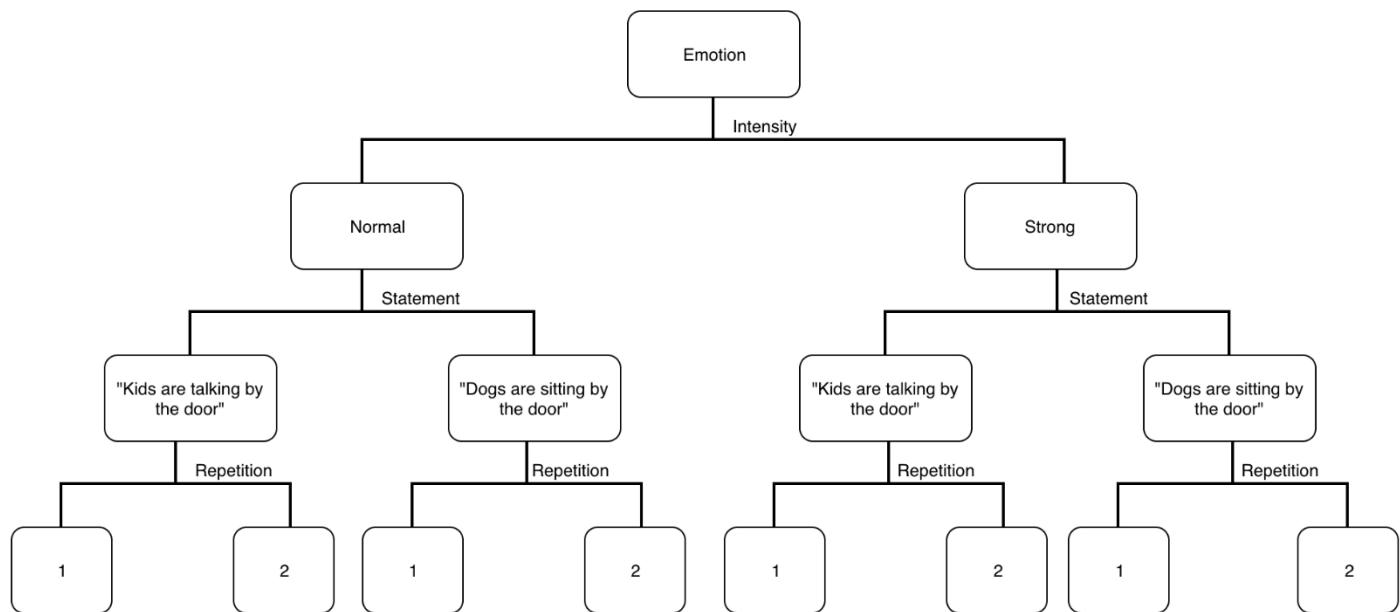 Emotion
Intensity
Normal
Strong
Statement
Statement
"Kids are talking by
the door"
"Dogs are sitting by
the door"
"Kids are talking by
the door"
"Dogs are sitting by
the door"
Repetition
Repetition
Repetition
Repetition
1
2
1
2
1
2
1
2